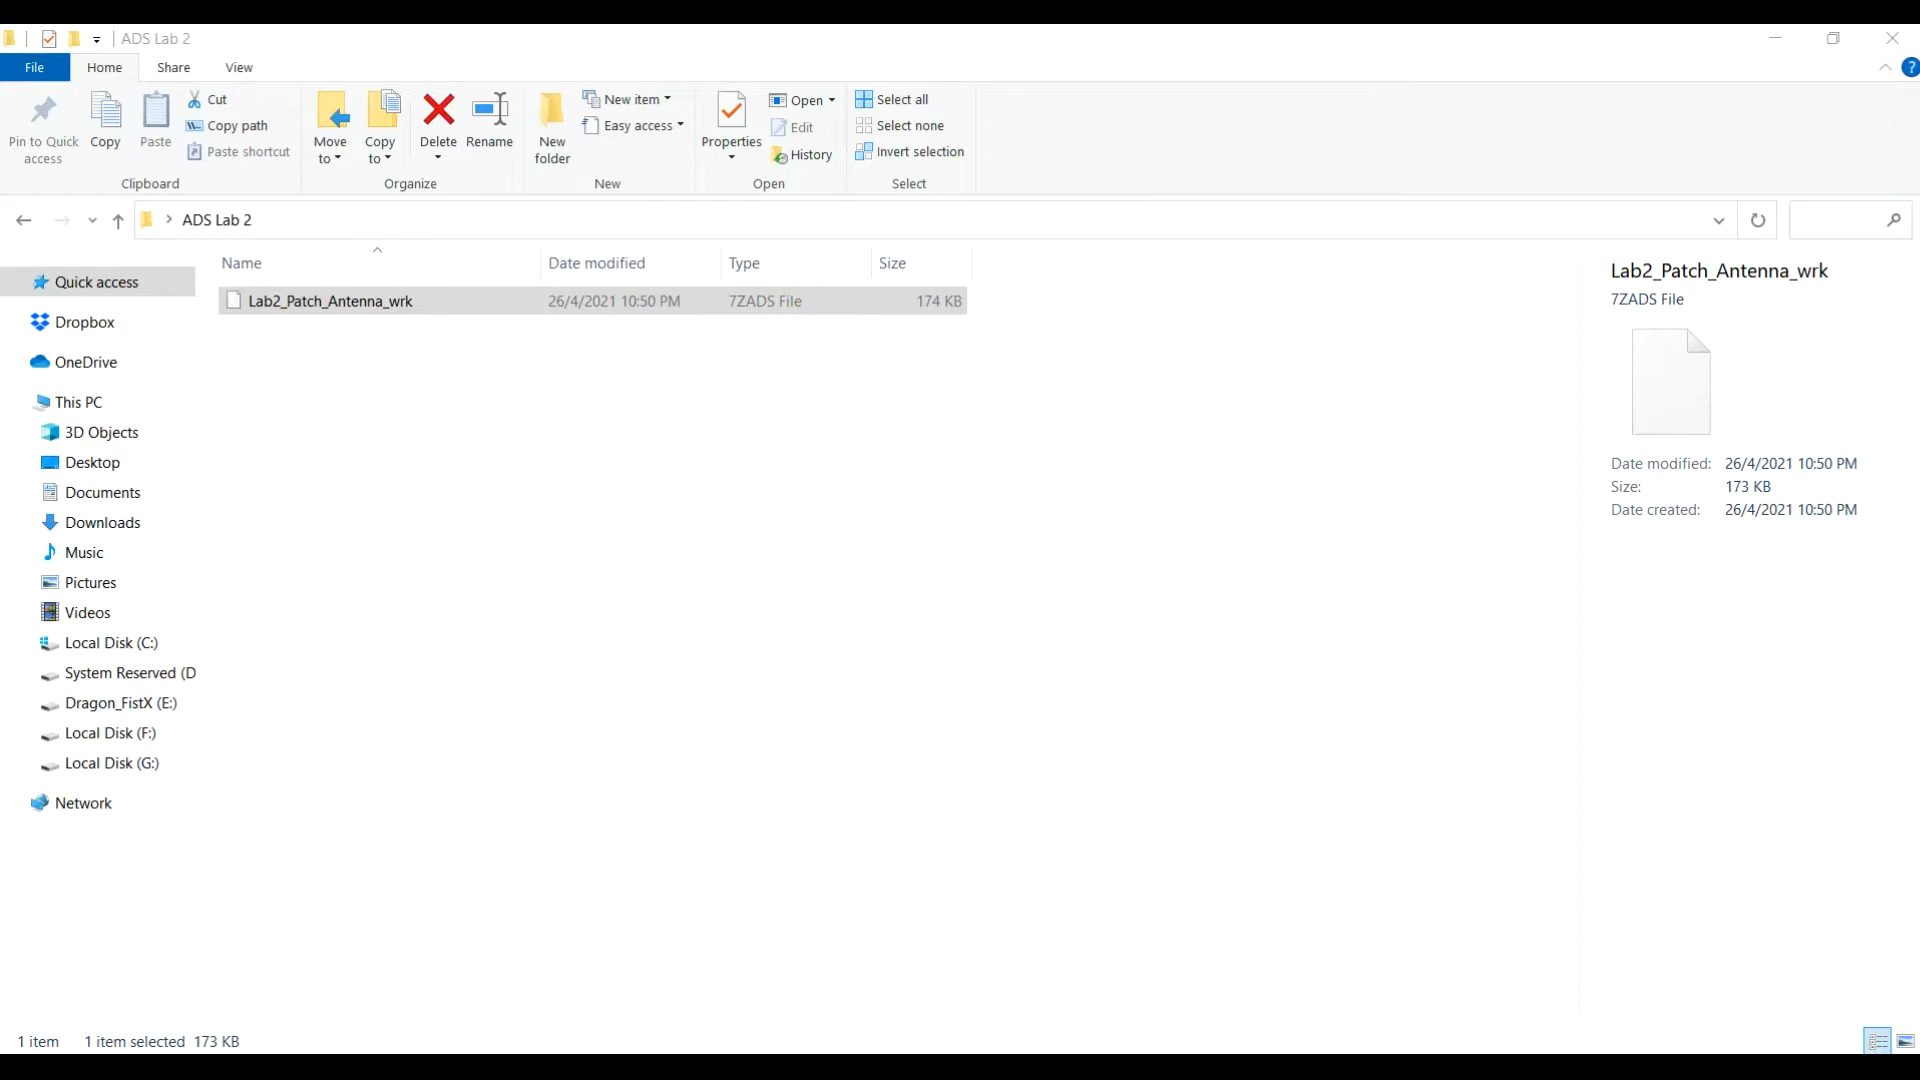 ADS Lab 2
File Home Share View
?
Pin to Quick access
Copy
Paste
Cut
Copy path
Paste shortcut
Clipboard
Move to
Copy to
Delete
Rename
Organize
New folder
New item
Easy access
New
Properties
Open
Edit
History
Open
Select all
Select none
Invert selection
Select
ADS Lab 2
Name Date modified Type Size
Lab2_Patch_Antenna_wrk 26/4/2021 10:50 PM 7ZADS File 174 KB
Quick access
Dropbox
OneDrive
This PC
3D Objects
Desktop
Documents
Downloads
Music
Pictures
Videos
Local Disk (C:)
System Reserved (D
Dragon_FistX (E:)
Local Disk (F:)
Local Disk (G:)
Network
Lab2_Patch_Antenna_wrk
7ZADS File
Date modified: 26/4/2021 10:50 PM
Size: 173 KB
Date created: 26/4/2021 10:50 PM
1 item 1 item selected 173 KB